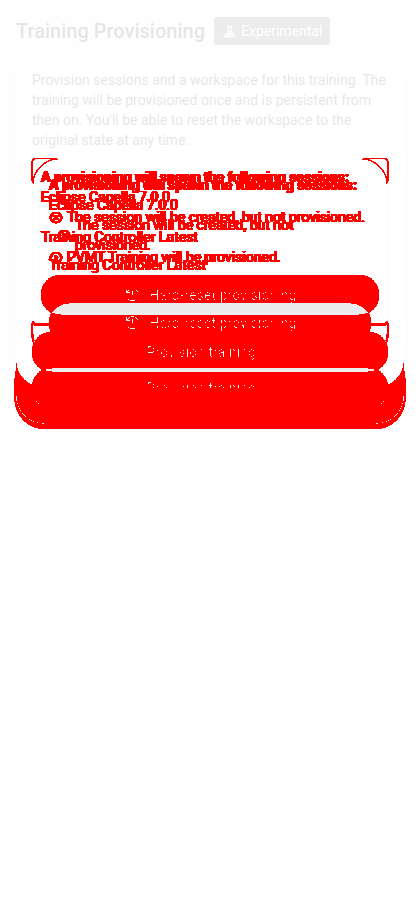 Training Provisioning
Experimental
Provision sessions and a workspace for this training. The
training will be provisioned once and is persistent from
then on. You'll be able to reset the workspace to the
original state at any time.
A provisioning will spawn the following sessions:
A provisioning will spawn the following sessions:
Eclipse Capella 7.0.0
Eclipse Capella 7.0.0
The session will be created, but not provisioned.
The session will be created, but not
Training Controller Latest
provisioned.
PVMT Training will be provisioned.
Training Controller Latest
Hard-reset provisioning
Hard-reset provisioning
Provision training
Provision training